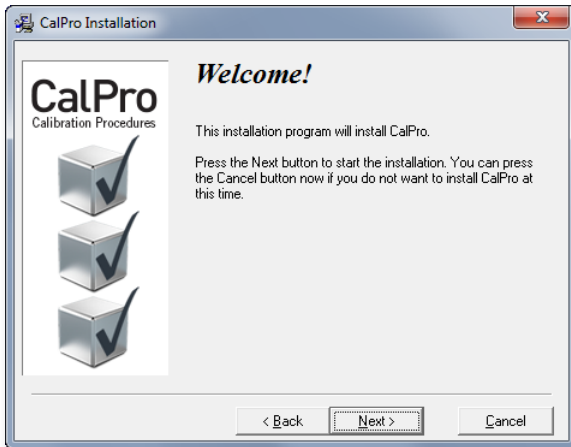 CalPro Installation
CalPro
Calibration Procedures
Welcome!
This installation program will install CalPro.
Press the Next button to start the installation. You can press
the Cancel button now if you do not want to install CalPro at
this time.
< Back
Next >
Cancel